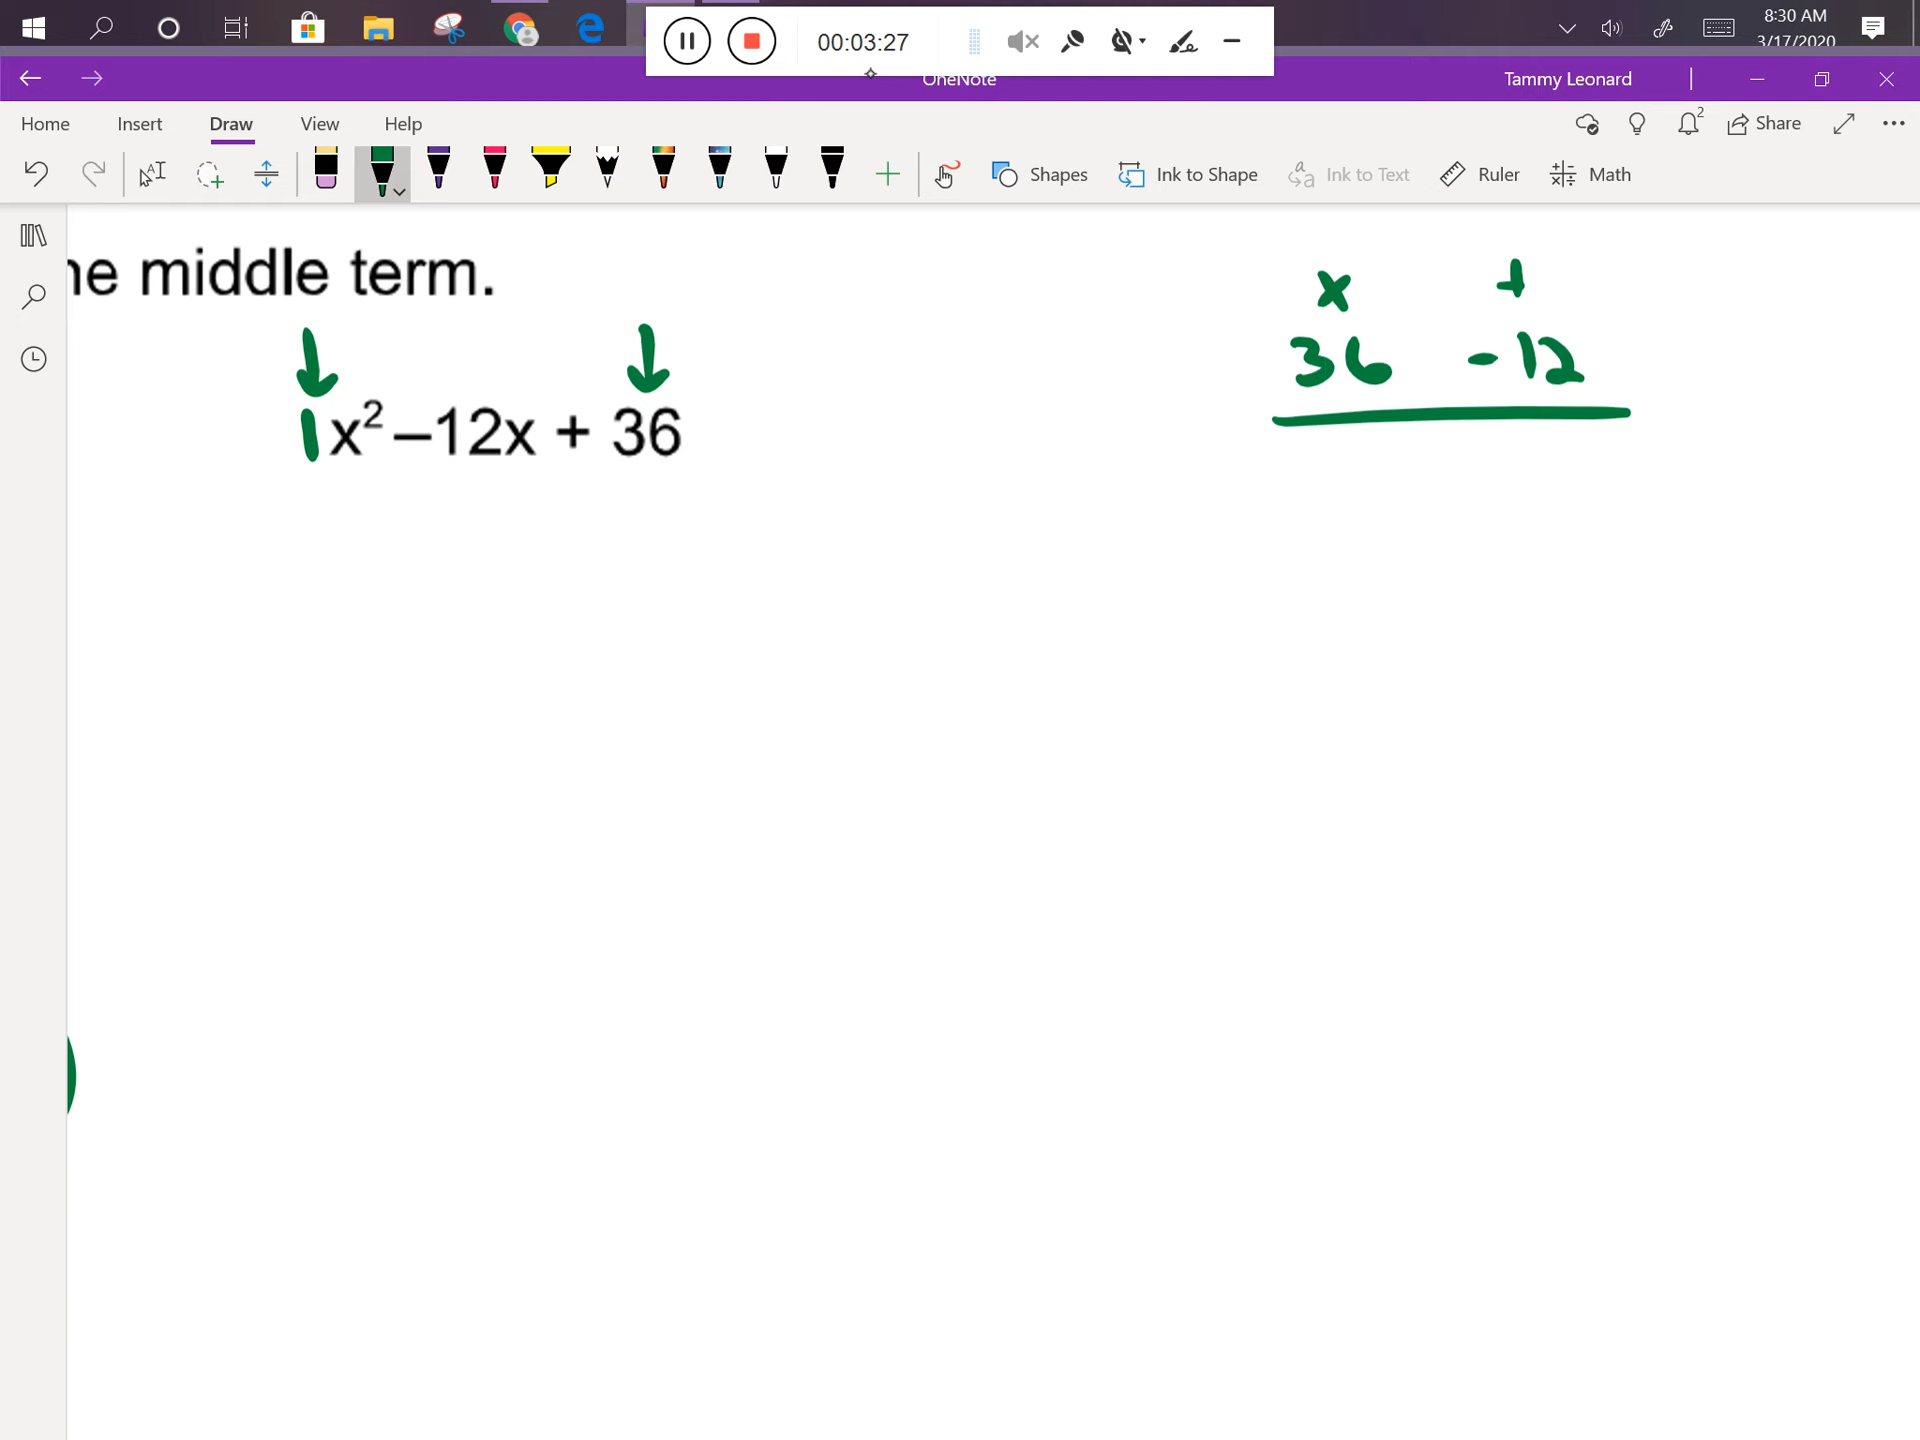 8:30 AM
00:03:27
3/17/2020
OneNote
Tammy Leonard
Home Insert Draw View Help
2
Share
Shapes Ink to Shape Ink to Text Ruler Math
he middle term.
x +
36 -12
1x² –12x + 36